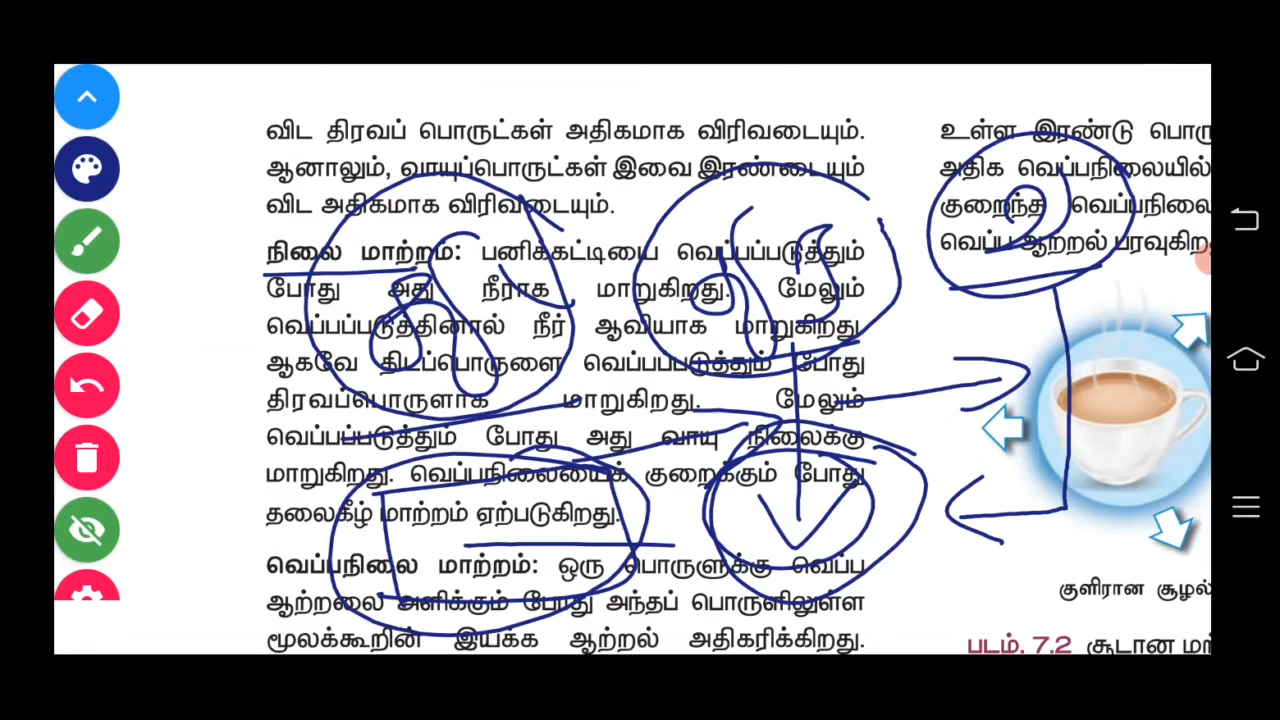 விட திரவப் பொருட்கள் அதிகமாக விரிவடையும்.
ஆனாலும், வாயுப்பொருட்கள் இவை இரண்டையும்
விட அதிகமாக விரிவடையும்.
நிலை மாற்றம்: பனிக்கட்டியை வெப்பப்படுத்தும்
போது அது நீராக மாறுகிறது. மேலும்
வெப்பப்படுத்தினால் நீர் ஆவியாக மாறுகிறது.
ஆகவே திடப்பொருளை வெப்பபடுத்தும் போது
திரவப்பொருளாக மாறுகிறது. மேலும்
வெப்பப்படுத்தும் போது அது வாயு நிலைக்கு
மாறுகிறது. வெப்பநிலையைக் குறைக்கும் போது
தலைகீழ் மாற்றம் ஏற்படுகிறது.
வெப்பநிலை மாற்றம்: ஒரு பொருளுக்கு வெப்ப
ஆற்றலை அளிக்கும் போது அந்தப் பொருளிலுள்ள
மூலக்கூறின் இயக்க ஆற்றல் அதிகரிக்கிறது.
உள்ள இரண்டு பொரு
அதிக வெப்பநிலையில்
குறைந்த வெப்பநிலை
வெப்ப ஆற்றல் பரவுகிற
குளிரான சூழல்
படம். 7.2 சூடான மற்